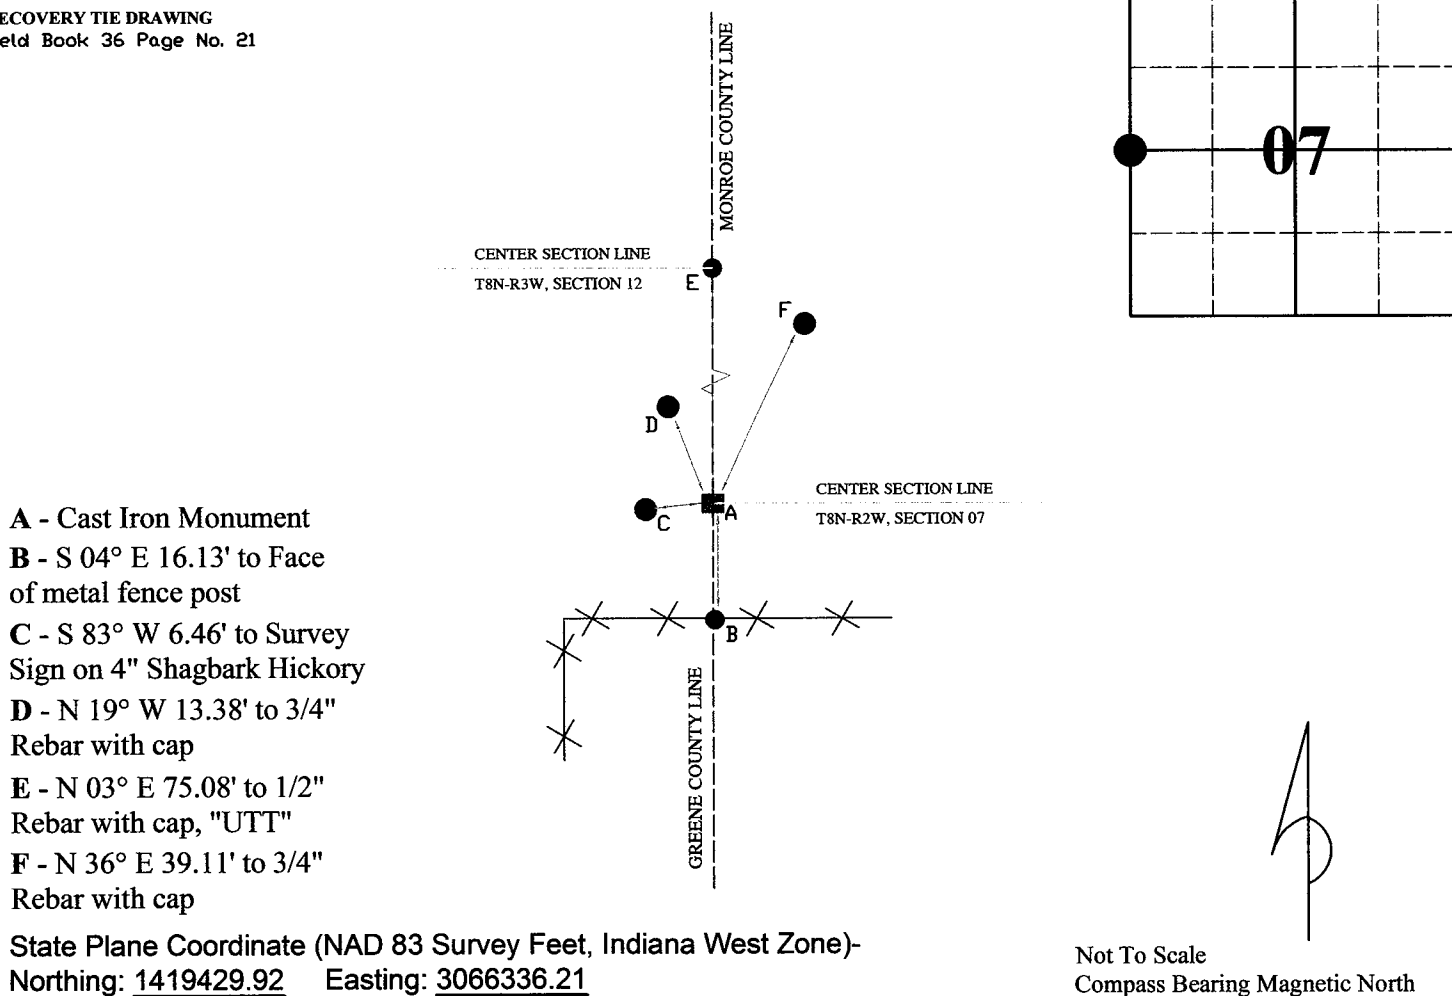 ECOVERY TIE DRAWING
eld Book 36 Page No. 21
MONROE COUNTY LINE
07
CENTER SECTION LINE
T8N-R3W, SECTION 12
E
F
D
A
C
CENTER SECTION LINE
T8N-R2W, SECTION 07
B
GREENE COUNTY LINE
A - Cast Iron Monument
B - S 04° E 16.13' to Face
of metal fence post
C - S 83° W 6.46' to Survey
Sign on 4" Shagbark Hickory
D - N 19° W 13.38' to 3/4"
Rebar with cap
E - N 03° E 75.08' to 1/2"
Rebar with cap, "UTT"
F - N 36° E 39.11' to 3/4"
Rebar with cap
State Plane Coordinate (NAD 83 Survey Feet, Indiana West Zone)-
Northing: 1419429.92 Easting: 3066336.21
Not To Scale
Compass Bearing Magnetic North